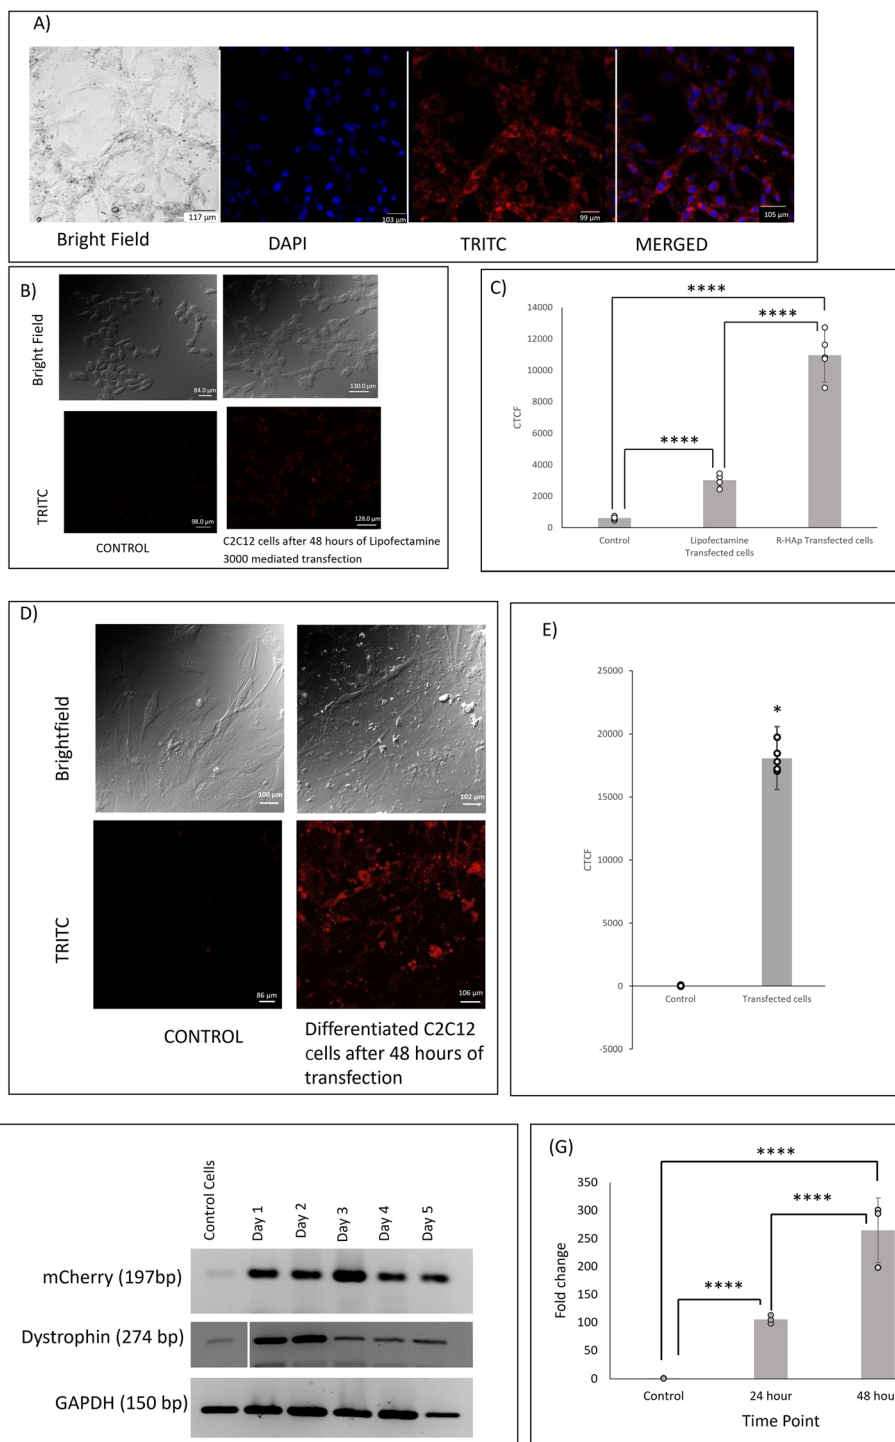 A)
117 µm
103 µm
99 µm
105 µm
Bright Field
DAPI
TRITC
MERGED
B)
Bright Field
84.0 µm
130.0 µm
TRITC
98.0 µm
128.0 µm
CONTROL
C2C12 cells after 48 hours of Lipofectamine
3000 mediated transfection
C)
****
****
****
14000
12000
10000
8000
6000
4000
2000
0
CTCF
Control
Lipofectamine
Transfected cells
R-HAp Transfected cells
D)
Brightfield
100 µm
102 µm
TRITC
86 µm
106 µm
CONTROL
Differentiated C2C12
cells after 48 hours of
transfection
E)
*
25000
20000
15000
10000
5000
0
-5000
CTCF
Control
Transfected cells
Control Cells
Day 1
Day 2
Day 3
Day 4
Day 5
mCherry (197bp)
Dystrophin (274 bp)
GAPDH (150 bp)
(G)
****
****
****
350
300
250
200
150
100
50
0
Fold change
Control
24 hour
48 hou
Time Point